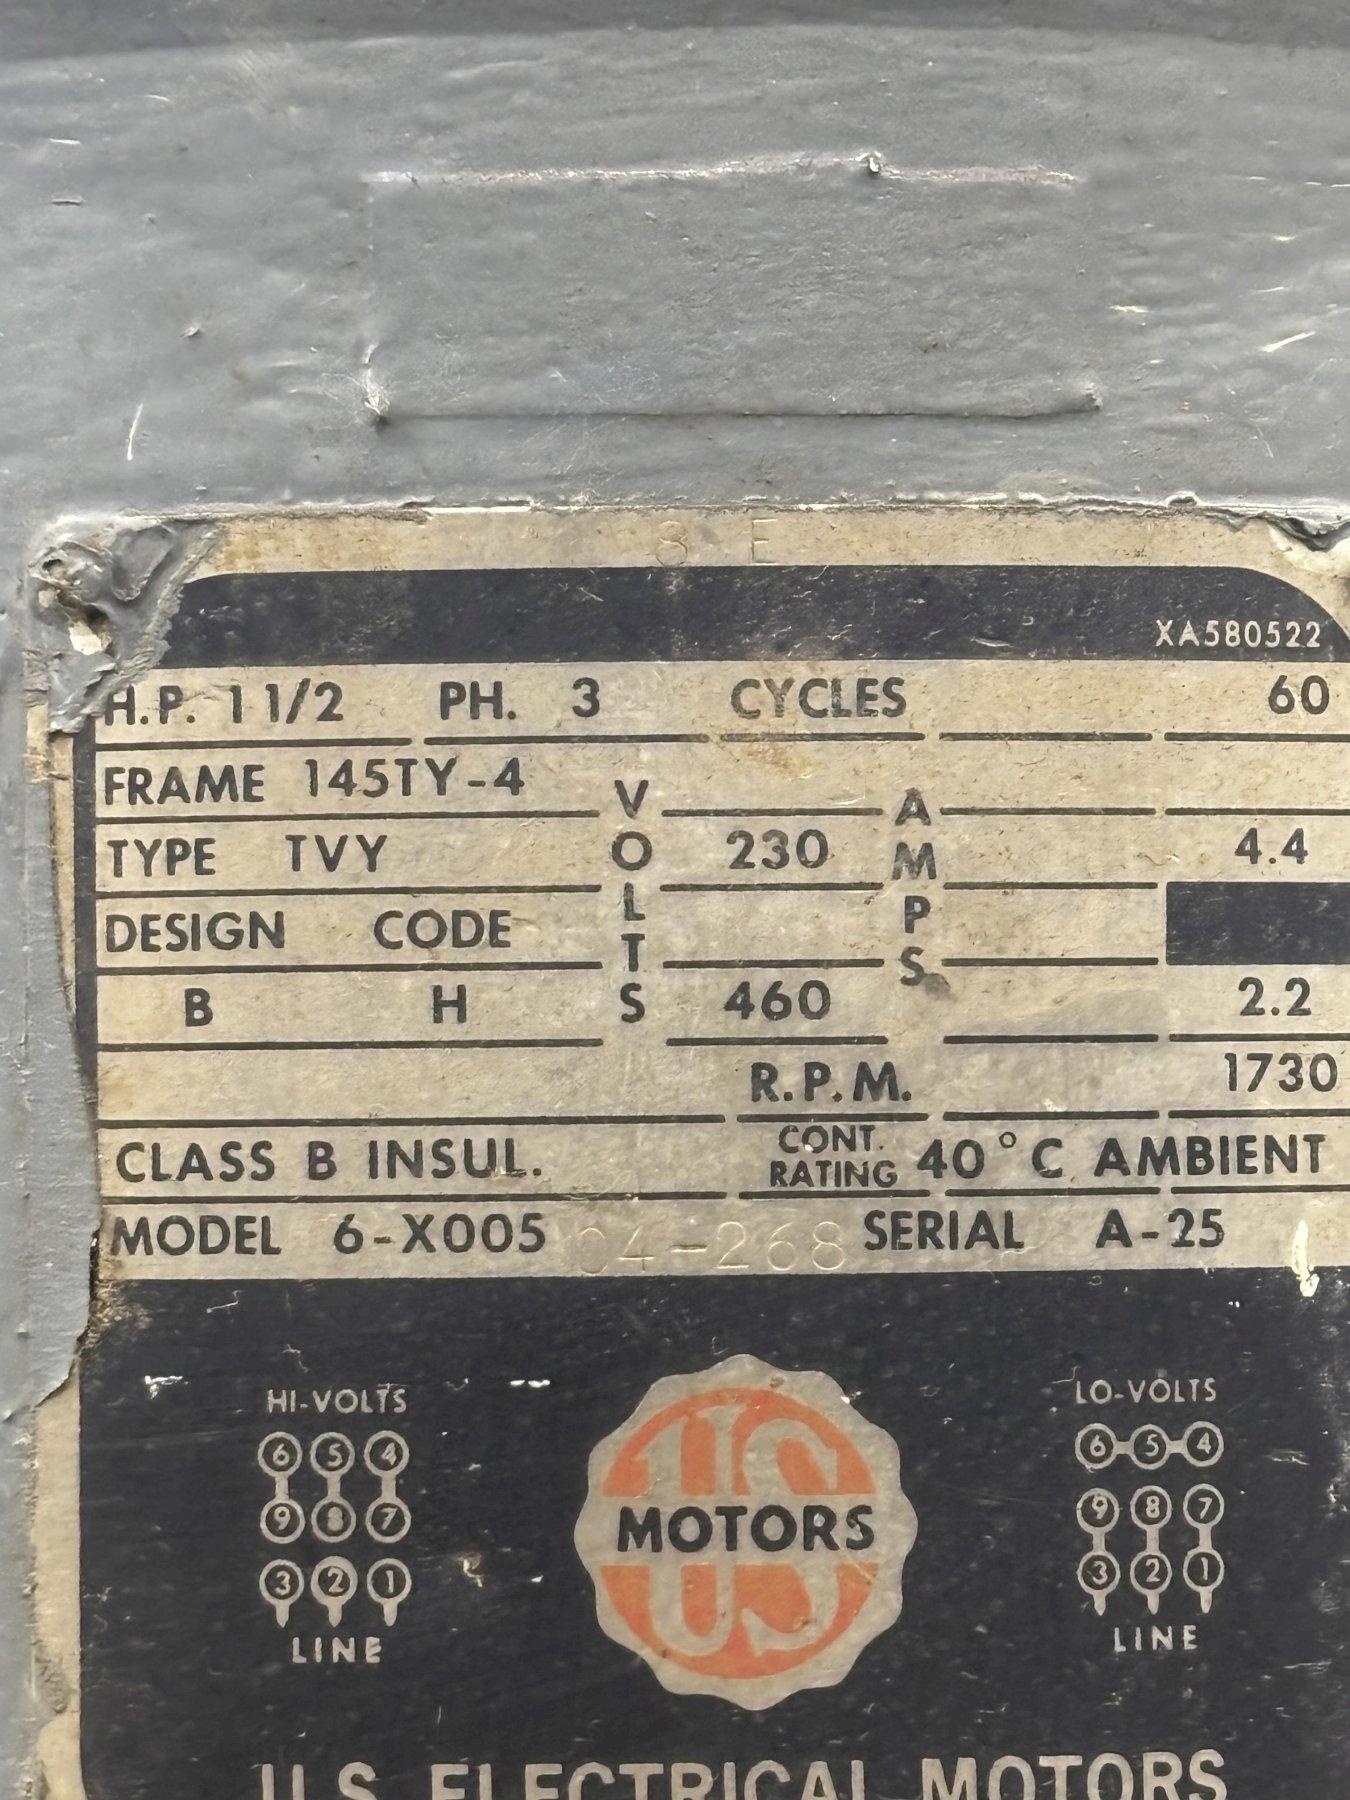 8 E
XA580522
H.P. 1 1/2 PH. 3 CYCLES 60
FRAME 145TY-4
TYPE TVY VOLTS 230 AMPS 4.4
DESIGN CODE
B H 460 2.2
R.P.M. 1730
CLASS B INSUL. CONT. RATING 40°C AMBIENT
MODEL 6-X005 04-268 SERIAL A-25
HI-VOLTS LO-VOLTS
6 5 4 6 5 4
9 8 7 9 8 7
3 2 1 3 2 1
LINE LINE
US
MOTORS
U.S. ELECTRICAL MOTORS